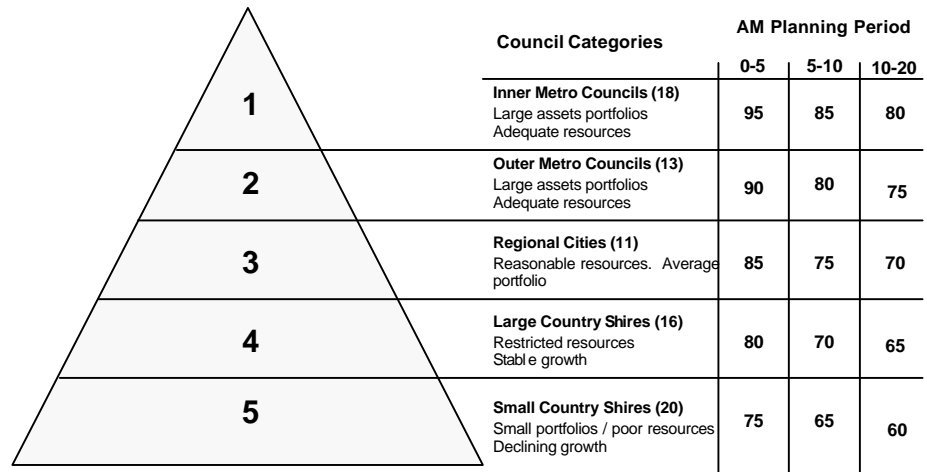 Council Categories
AM Planning Period
0-5 5-10 10-20
1
Inner Metro Councils (18)
Large assets portfolios
Adequate resources
95 85 80
2
Outer Metro Councils (13)
Large assets portfolios
Adequate resources
90 80 75
3
Regional Cities (11)
Reasonable resources. Average
portfolio
85 75 70
4
Large Country Shires (16)
Restricted resources
Stable growth
80 70 65
5
Small Country Shires (20)
Small portfolios / poor resources
Declining growth
75 65 60